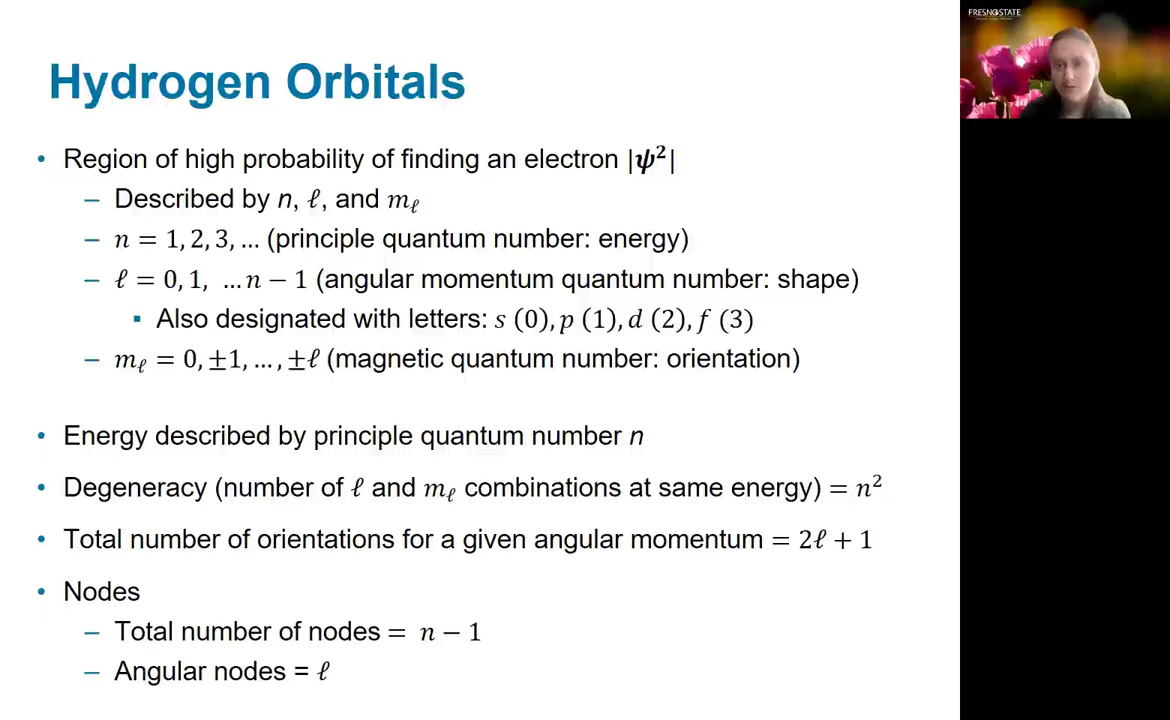 FRESNO STATE
Hydrogen Orbitals
• Region of high probability of finding an electron |𝝍²|
– Described by n, ℓ, and mℓ
– n = 1, 2, 3, … (principle quantum number: energy)
– ℓ = 0, 1, … n − 1 (angular momentum quantum number: shape)
▪ Also designated with letters: s (0), p (1), d (2), f (3)
– mℓ = 0, ±1, … , ±ℓ (magnetic quantum number: orientation)
• Energy described by principle quantum number n
• Degeneracy (number of ℓ and mℓ combinations at same energy) = n²
• Total number of orientations for a given angular momentum = 2ℓ + 1
• Nodes
– Total number of nodes = n − 1
– Angular nodes = ℓ